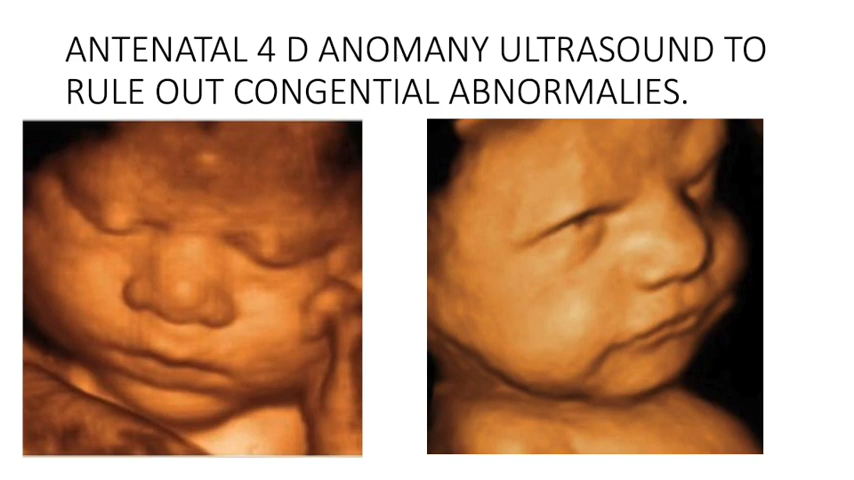 ANTENATAL 4 D ANOMANY ULTRASOUND TO
RULE OUT CONGENTIAL ABNORMALIES.